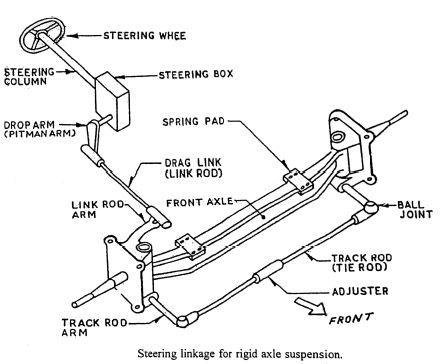 STEERING WHEE
STEERING
COLUMN
STEERING BOX
DROP ARM
(PITMAN ARM)
SPRING PAD
DRAG LINK
(LINK ROD)
LINK ROD
ARM
FRONT AXLE
BALL
JOINT
TRACK ROD
(TIE ROD)
ADJUSTER
FRONT
TRACK ROD
ARM
Steering linkage for rigid axle suspension.